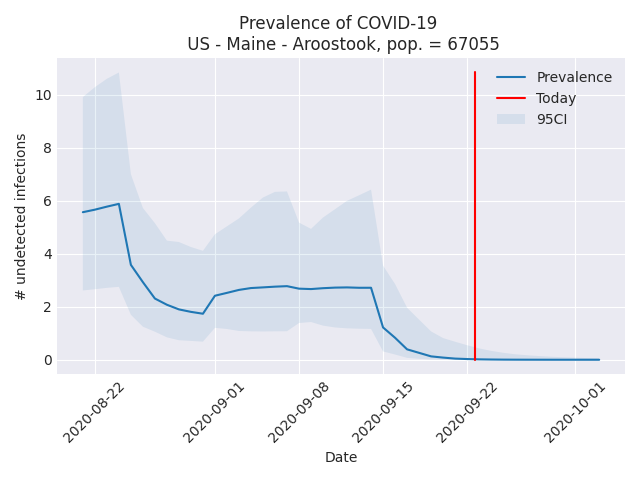 Prevalence of COVID-19
US - Maine - Aroostook, pop. = 67055
Prevalence
Today
95CI
10
8
6
4
2
0
# undetected infections
2020-08-22
2020-09-01
2020-09-08
2020-09-15
2020-09-22
2020-10-01
Date